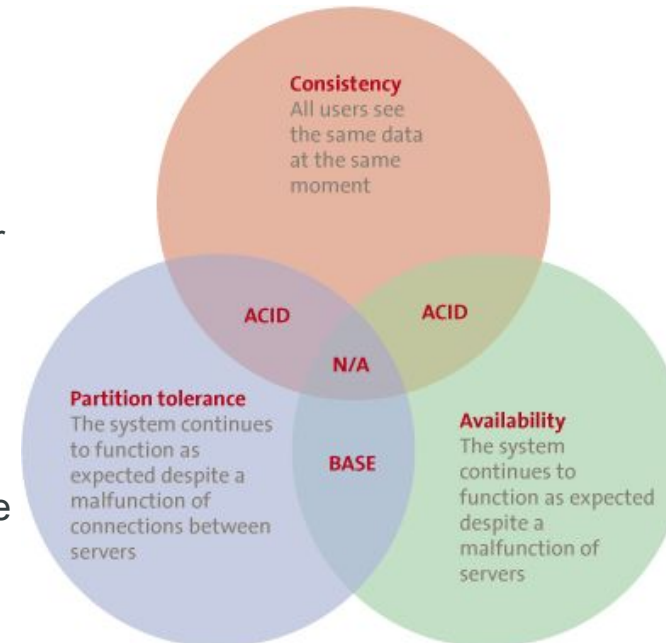 Consistency
All users see
the same data
at the same
moment
r
ACID
ACID
N/A
Partition tolerance
The system continues
to function as
expected despite a
malfunction of
connections between
servers
BASE
Availability
The system
continues to
function as expected
despite a
malfunction of
servers
e